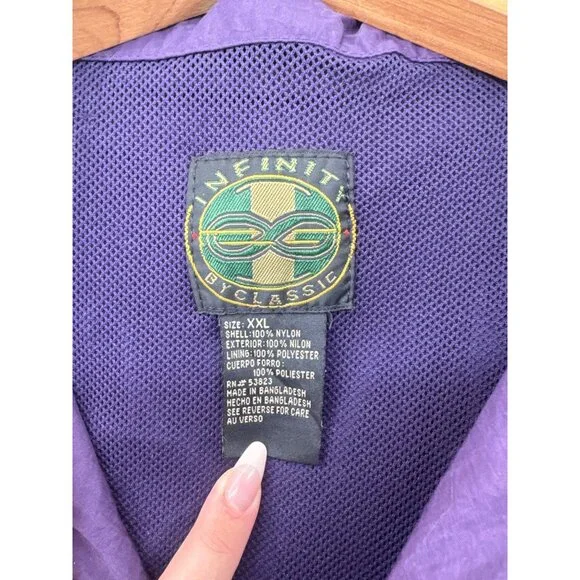 INFINITY
BY CLASSIC
SIZE: XXL
SHELL: 100% NYLON
EXTERIOR: 100% NILON
LINING: 100% POLYESTER
CUERPO FORRO:
100% POLIESTER
RN# 53823
MADE IN BANGLADESH
HECHO EN BANGLADESH
SEE REVERSE FOR CARE
AU VERSO